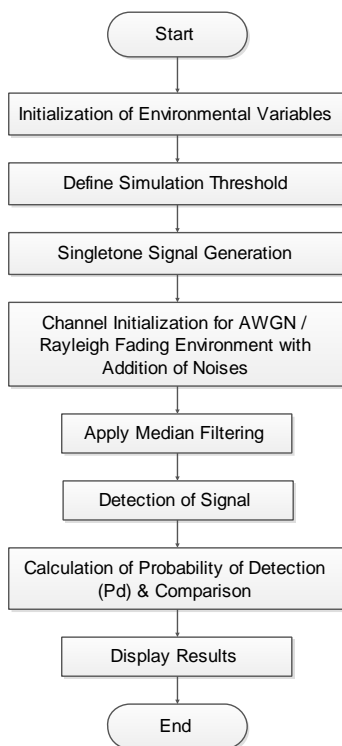 Start
Initialization of Environmental Variables
Define Simulation Threshold
Singletone Signal Generation
Channel Initialization for AWGN /
Rayleigh Fading Environment with
Addition of Noises
Apply Median Filtering
Detection of Signal
Calculation of Probability of Detection
(Pd) & Comparison
Display Results
End